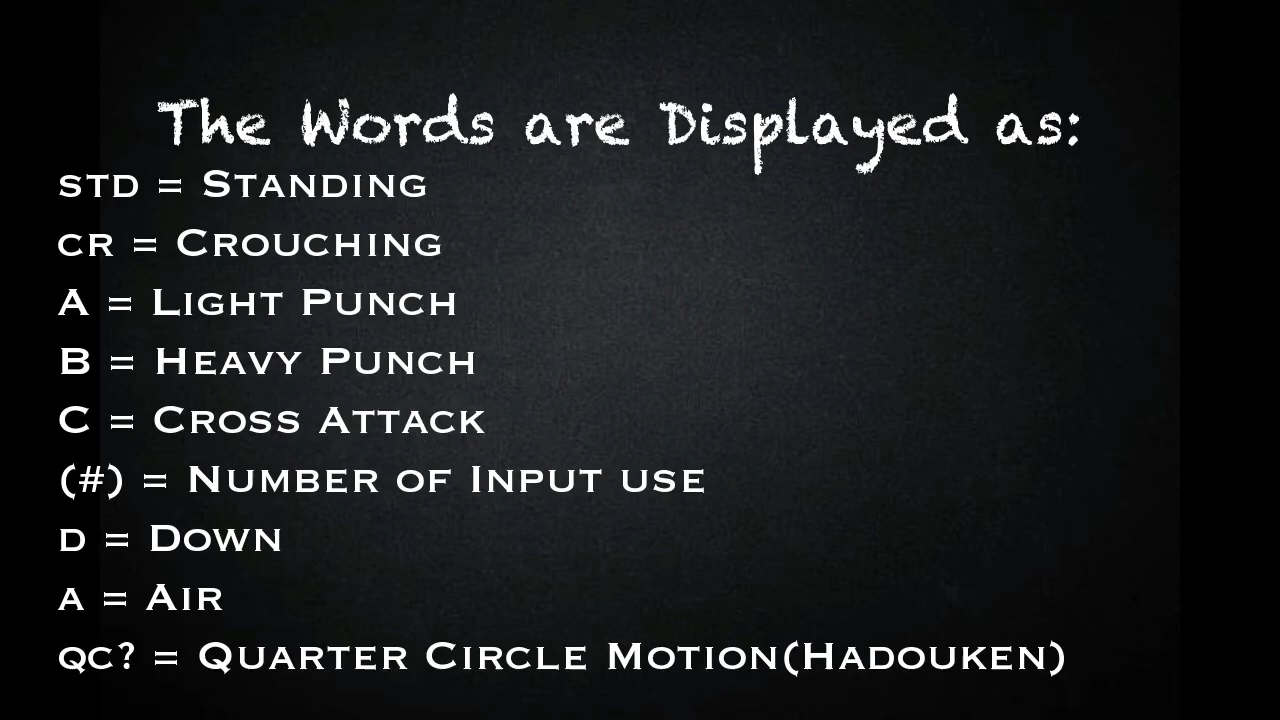 The Words are Displayed as:
std = Standing
cr = Crouching
A = Light Punch
B = Heavy Punch
C = Cross Attack
(#) = Number of Input use
d = Down
a = Air
qc? = Quarter Circle Motion(Hadouken)